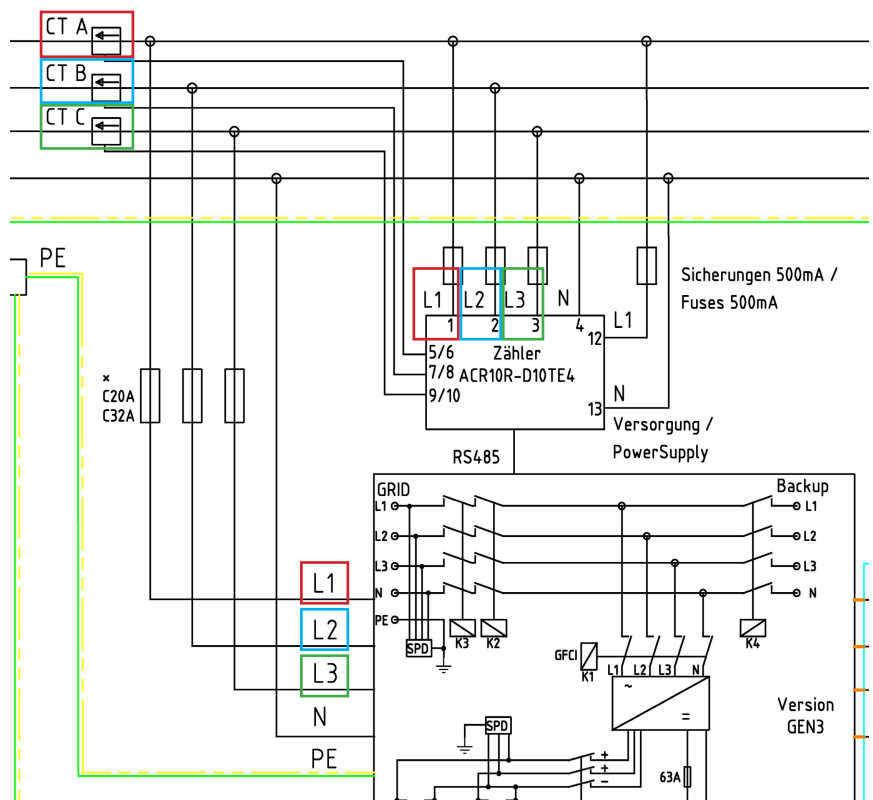 CT A
CT B
CT C
PE
L1 L2 L3 N
1 2 3 4
L1
12
5/6
7/8
9/10
Zähler
ACR10R-D10TE4
N
13
Sicherungen 500mA /
Fuses 500mA
Versorgung /
PowerSupply
×
C20A
C32A
RS485
GRID
Backup
L1
L1
L2
L2
L3
L3
N
N
PE
SPD
K3
K2
K4
GFCI
K1
L1 L2 L3 N
~
=
L1
L2
L3
N
PE
Version
GEN3
SPD
+
+
−
63A